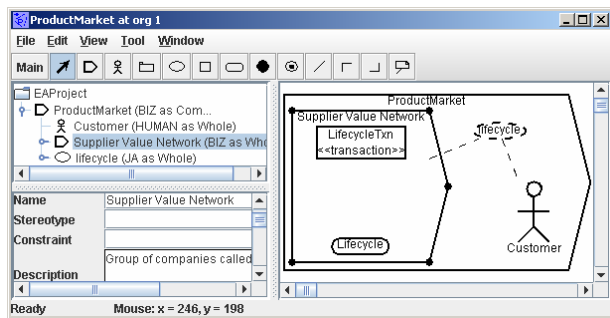 ProductMarket at org 1
File Edit View Tool Window
Main
EAProject
ProductMarket (BIZ as Com...
Customer (HUMAN as Whole)
Supplier Value Network (BIZ as Who
lifecycle (JA as Whole)
Name Supplier Value Network
Stereotype
Constraint
Description Group of companies called
ProductMarket
Supplier Value Network
LifecycleTxn
<<transaction>>
lifecycle
Lifecycle
Customer
Ready Mouse: x = 246, y = 198